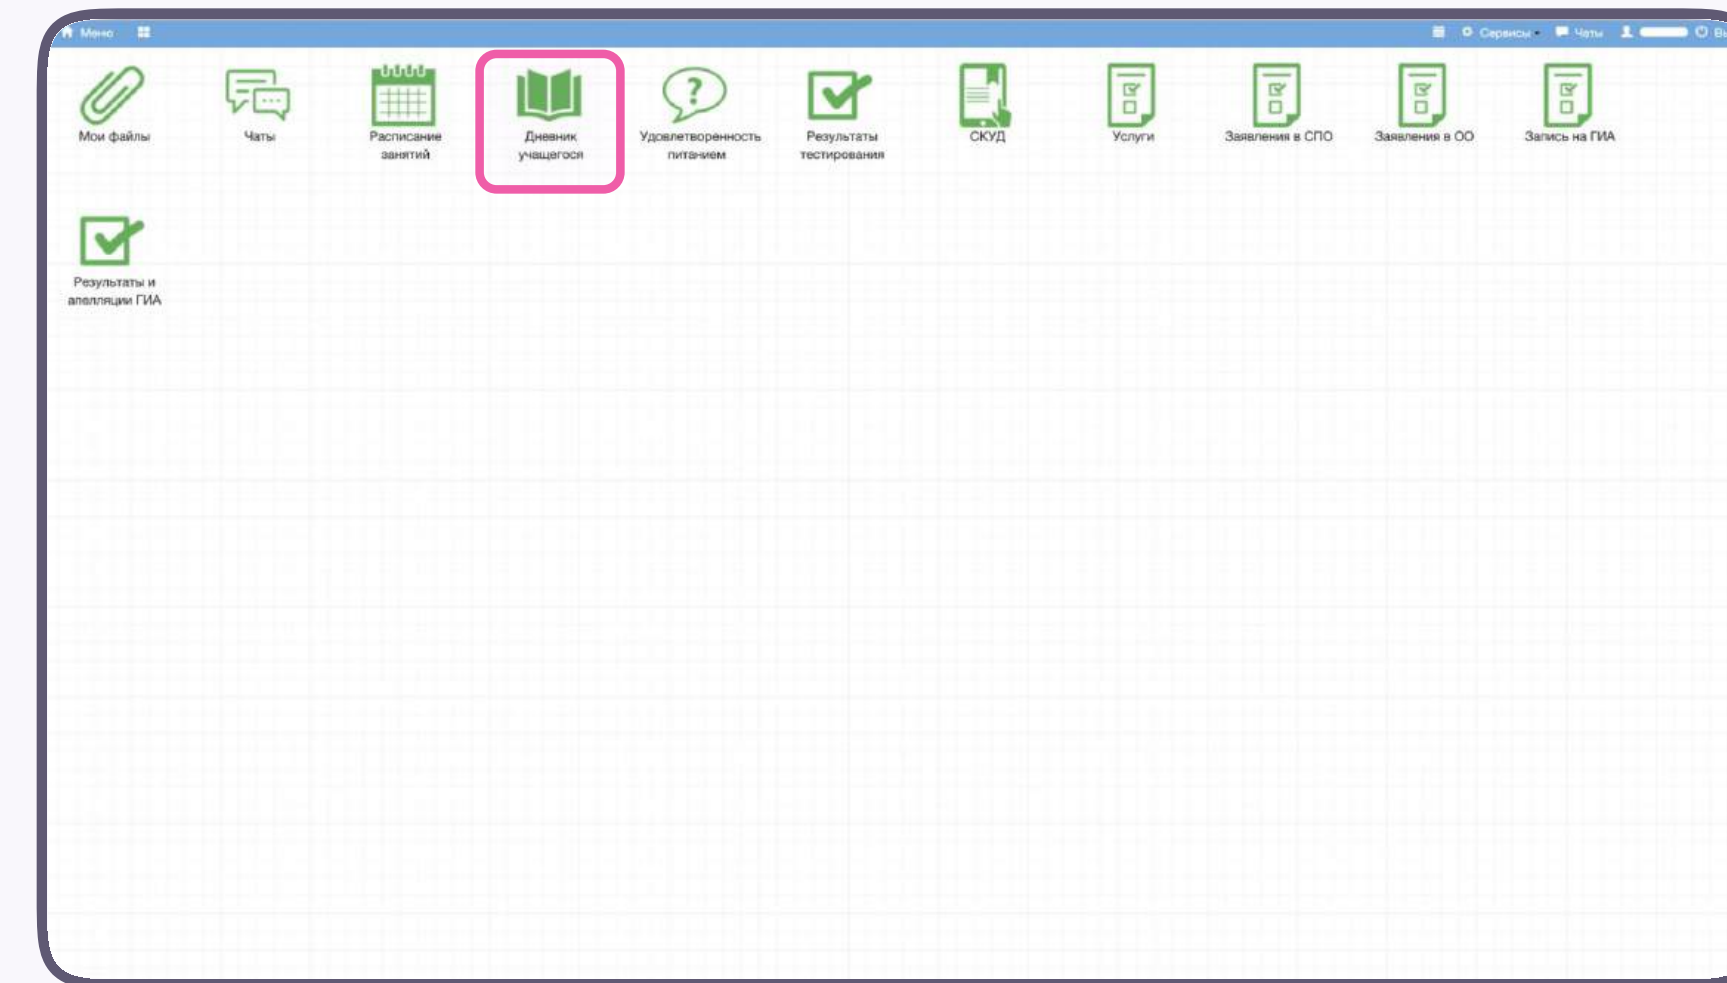 Меню
Сервисы
Чаты
Мои файлы
Чаты
Расписание
занятий
Дневник
учащегося
Удовлетворенность
питанием
Результаты
тестирования
СКУД
Услуги
Заявления в СПО
Заявления в ОО
Запись на ГИА
Результаты и
апелляции ГИА